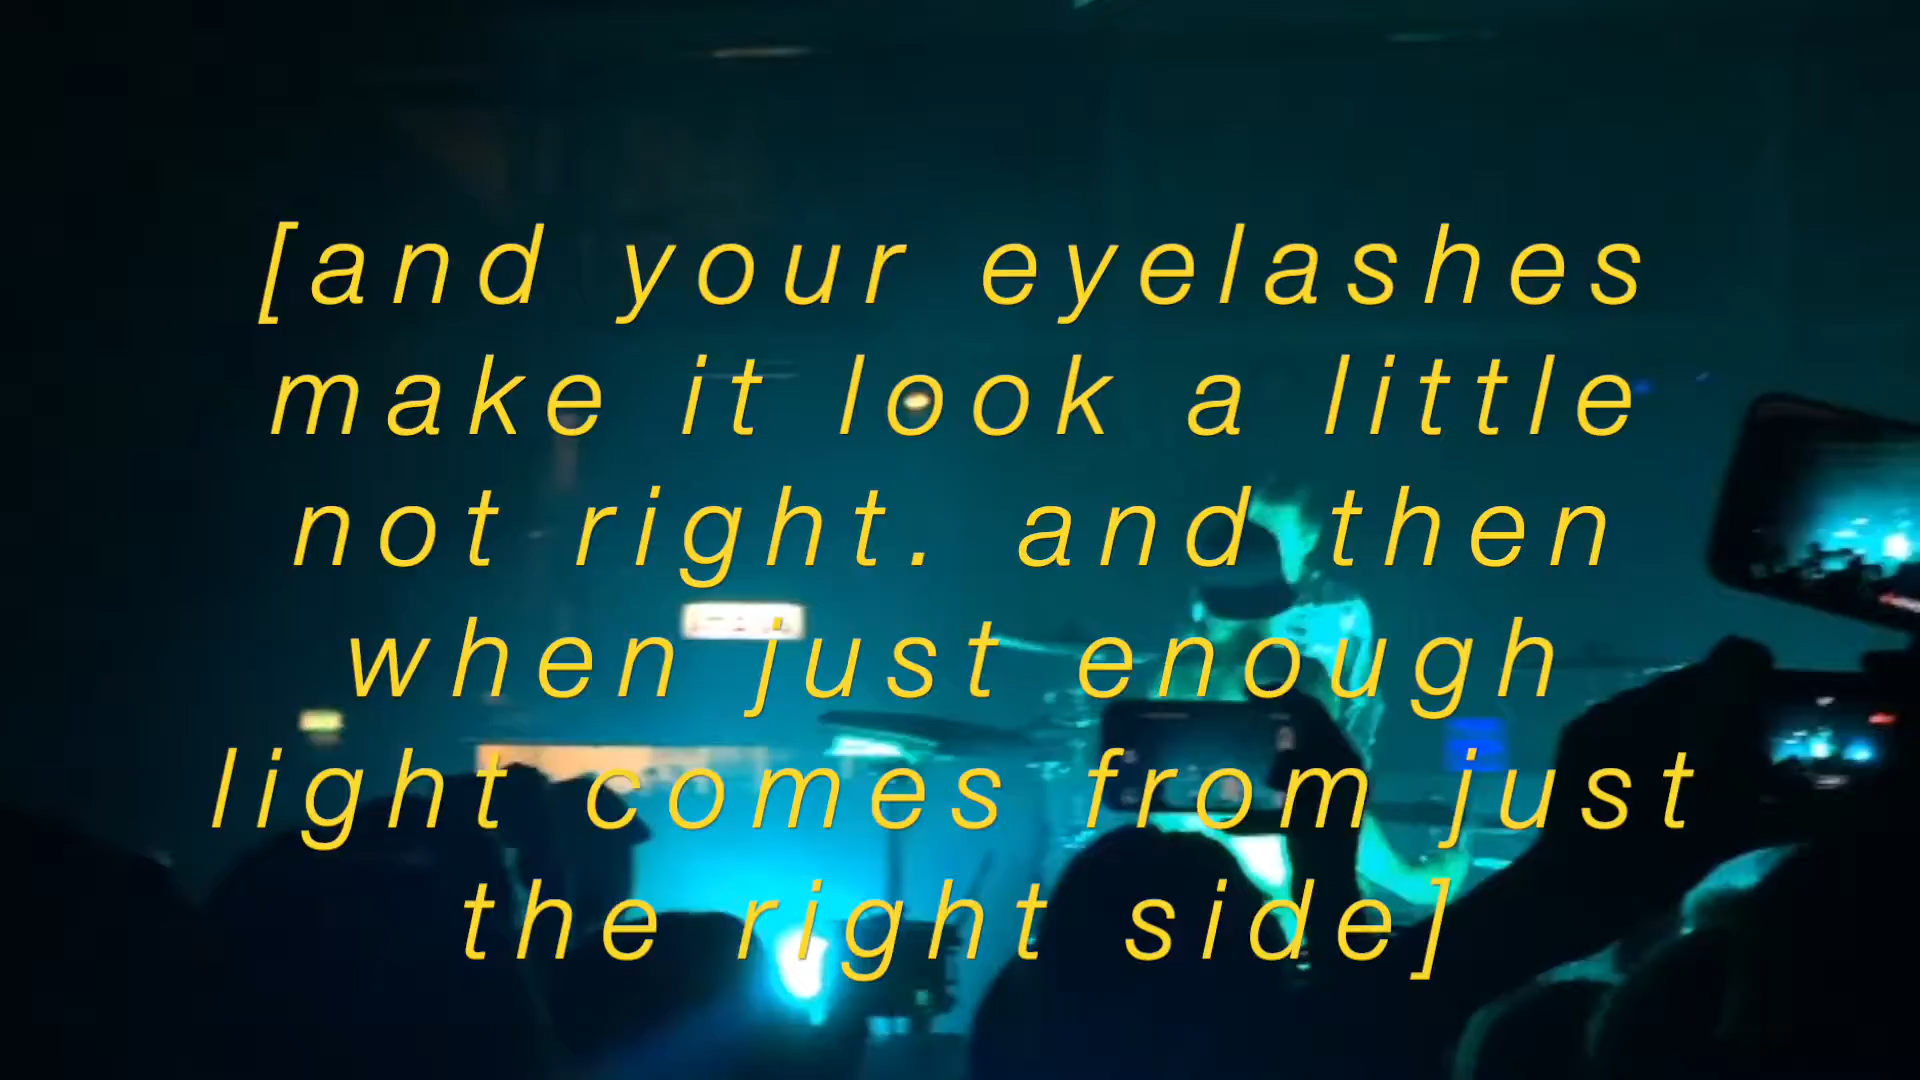 [and your eyelashes
make it look a little
not right. and then
when just enough
light comes from just
the right side]